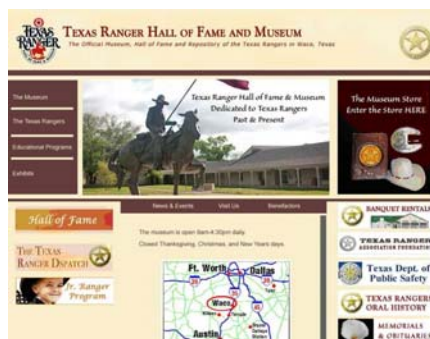 TEXAS
RANGER
TEXAS RANGER HALL OF FAME AND MUSEUM
The Official Museum, Hall of Fame and Repository of the Texas Rangers in Waco, Texas
The Museum
The Texas Rangers
Educational Programs
Exhibits
Texas Ranger Hall of Fame & Museum
Dedicated to Texas Rangers
Past & Present
The Museum Store
Enter the Store HERE
News & Events
Visit Us
Benefactors
Hall of Fame
THE TEXAS
RANGER DISPATCH
Jr. Ranger
Program
The museum is open 9am-4:30pm daily.
Closed Thanksgiving, Christmas, and New Years days.
Ft. Worth
Dallas
Waco
Temple
Austin
BANQUET RENTALS
TEXAS RANGER
ASSOCIATION FOUNDATION
Texas Dept. of
Public Safety
TEXAS RANGERS
ORAL HISTORY
MEMORIALS
& OBITUARIES